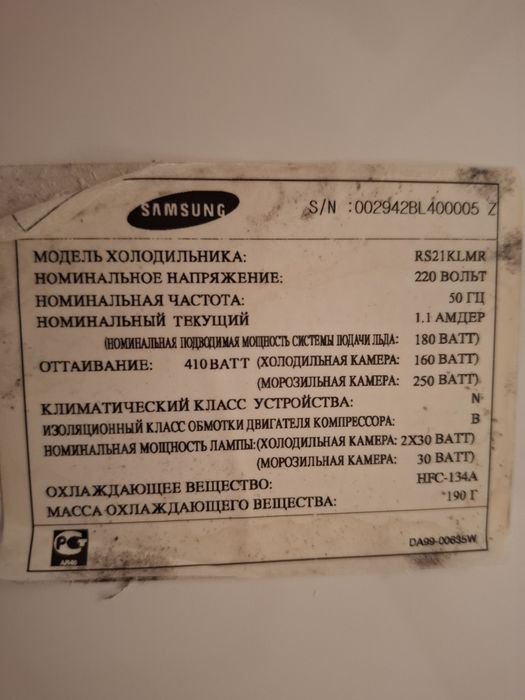 SAMSUNG
S/N :002942BL400005 Z
МОДЕЛЬ ХОЛОДИЛЬНИКА: RS21KLMR
НОМИНАЛЬНОЕ НАПРЯЖЕНИЕ: 220 ВОЛЬТ
НОМИНАЛЬНАЯ ЧАСТОТА: 50 ГЦ
НОМИНАЛЬНЫЙ ТЕКУЩИЙ 1.1 АМДЕР
(НОМИНАЛЬНАЯ ПОДВОДИМАЯ МОЩНОСТЬ СИСТЕМЫ ПОДАЧИ ЛЬДА: 180 ВАТТ)
ОТТАИВАНИЕ: 410 ВАТТ (ХОЛОДИЛЬНАЯ КАМЕРА: 160 ВАТТ)
(МОРОЗИЛЬНАЯ КАМЕРА: 250 ВАТТ)
КЛИМАТИЧЕСКИЙ КЛАСС УСТРОЙСТВА: N
ИЗОЛЯЦИОННЫЙ КЛАСС ОБМОТКИ ДВИГАТЕЛЯ КОМПРЕССОРА: B
НОМИНАЛЬНАЯ МОЩНОСТЬ ЛАМПЫ:(ХОЛОДИЛЬНАЯ КАМЕРА: 2X30 ВАТТ)
(МОРОЗИЛЬНАЯ КАМЕРА: 30 ВАТТ)
ОХЛАЖДАЮЩЕЕ ВЕЩЕСТВО: HFC-134A
МАССА ОХЛАЖДАЮЩЕГО ВЕЩЕСТВА: 190 Г
АЯ46
DA99-00635W